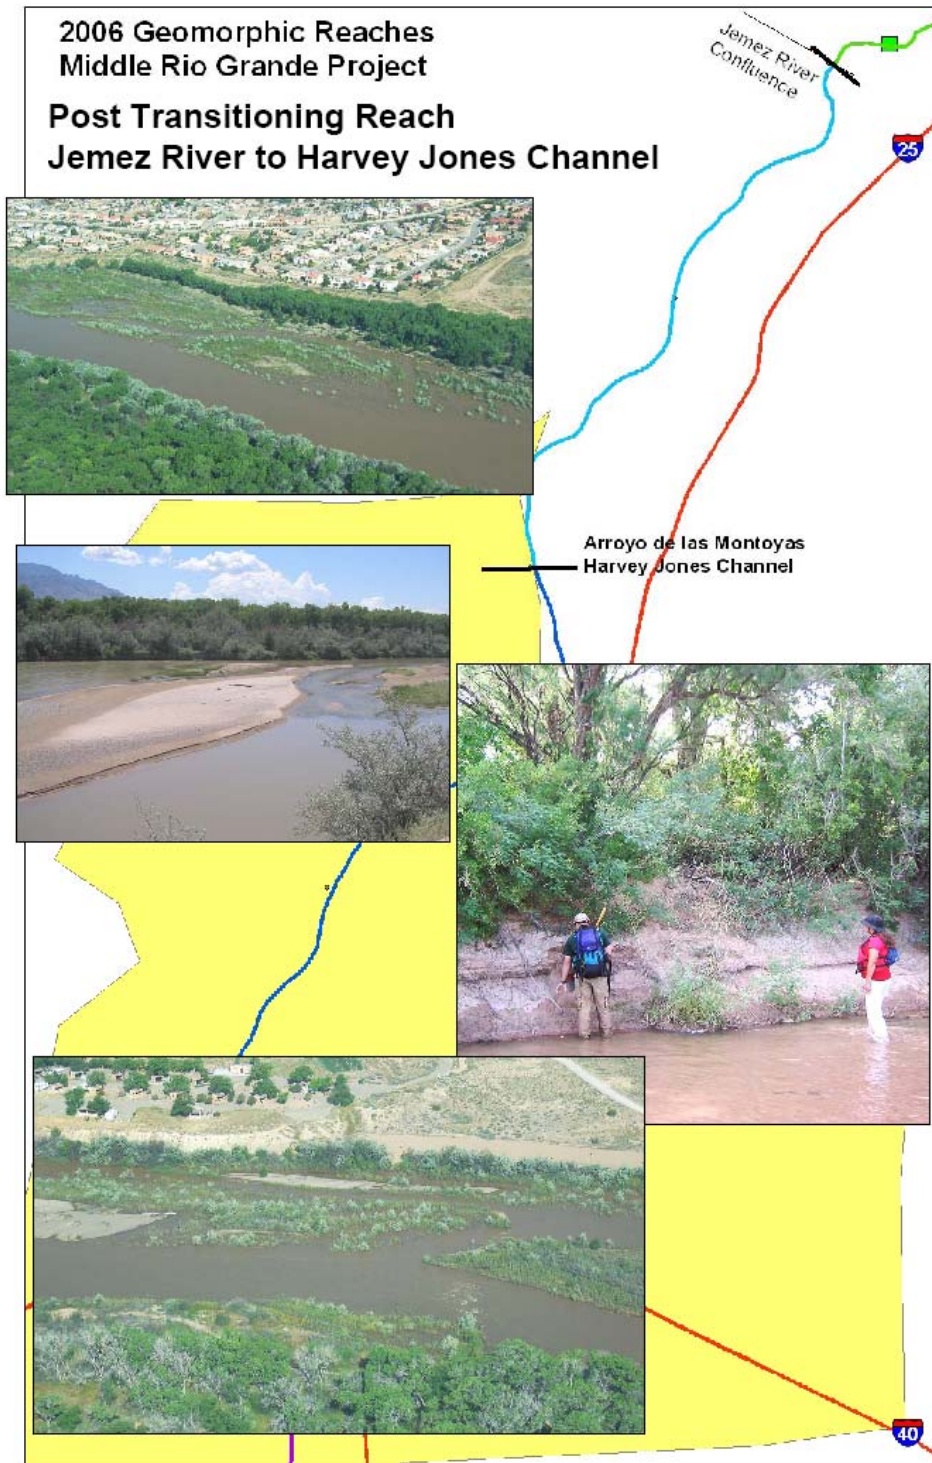 2006 Geomorphic Reaches
Middle Rio Grande Project
Post Transitioning Reach
Jemez River to Harvey Jones Channel
Jemez River
Confluence
25
Arroyo de las Montoyas
Harvey Jones Channel
40